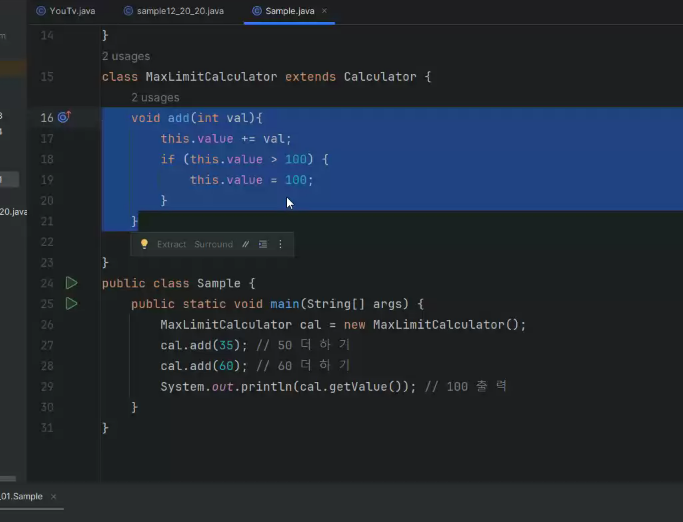 YouTv.java sample12_20_20.java Sample.java ×
14 }
2 usages
15 class MaxLimitCalculator extends Calculator {
2 usages
16 void add(int val){
17 this.value += val;
18 if (this.value > 100) {
19 this.value = 100;
20 }
21 }
Extract Surround
22
23 }
24 public class Sample {
25 public static void main(String[] args) {
26 MaxLimitCalculator cal = new MaxLimitCalculator();
27 cal.add(35); // 50 더 하 기
28 cal.add(60); // 60 더 하 기
29 System.out.println(cal.getValue()); // 100 출 력
30 }
31 }
20.java
_01.Sample ×